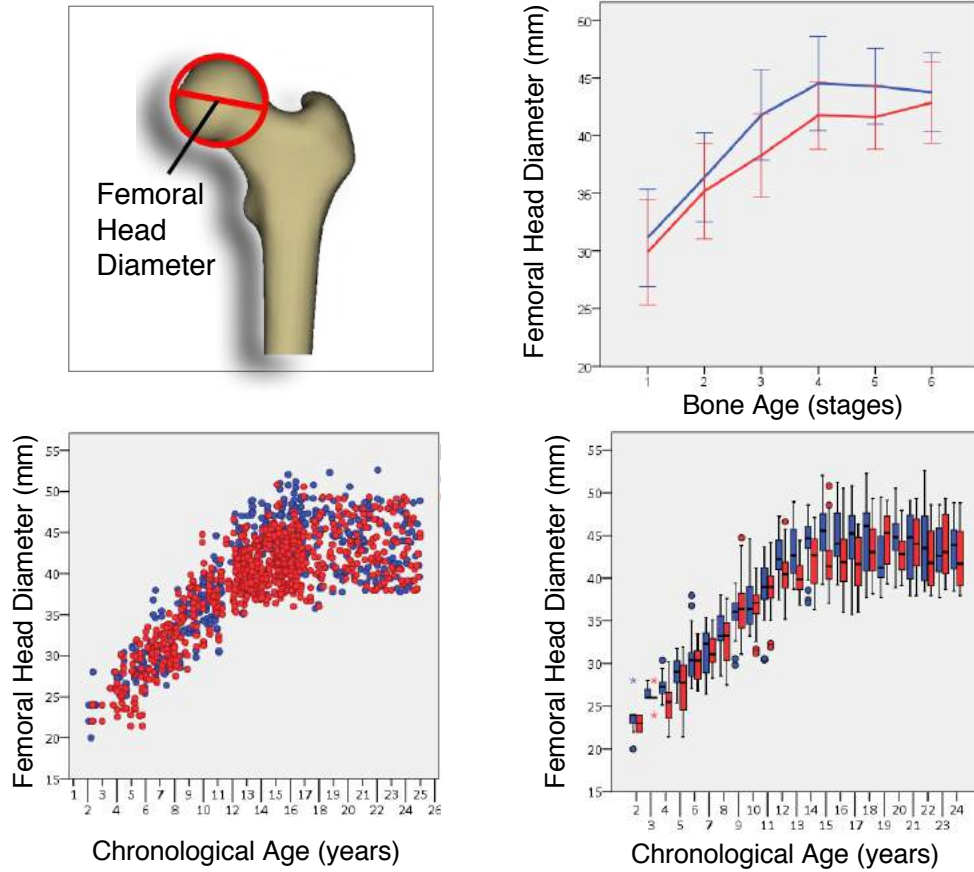 Femoral
Head
Diameter
Femoral Head Diameter (mm)
50
45
40
35
30
25
20
1 2 3 4 5 6
Bone Age (stages)
Femoral Head Diameter (mm)
55
50
45
40
35
30
25
20
15
1 3 5 7 9 11 13 15 17 19 21 23 25
2 4 6 8 10 12 14 16 18 20 22 24 26
Chronological Age (years)
Femoral Head Diameter (mm)
55
50
45
40
35
30
25
20
15
2 4 6 8 10 12 14 16 18 20 22 24
3 5 7 9 11 13 15 17 19 21 23
Chronological Age (years)